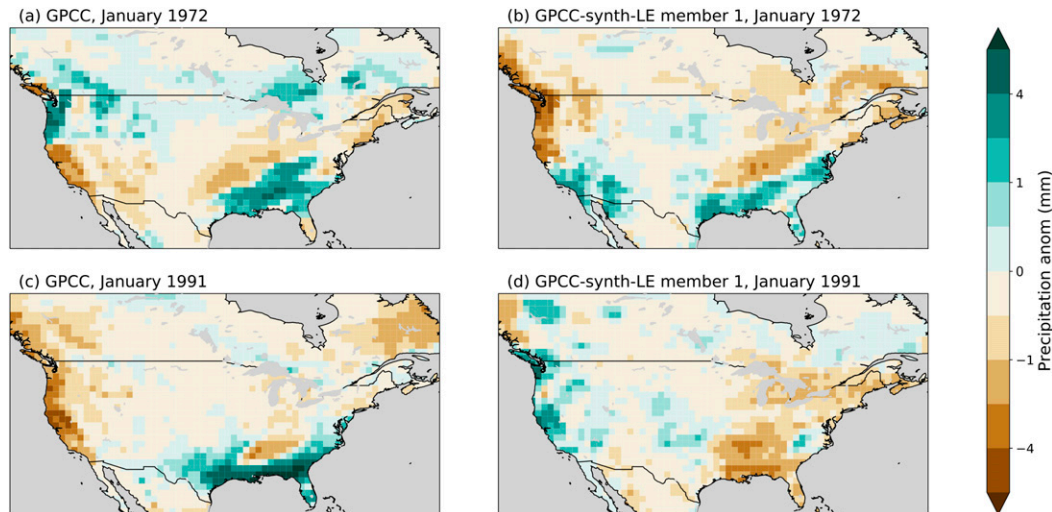 (a) GPCC, January 1972
(b) GPCC-synth-LE member 1, January 1972
(c) GPCC, January 1991
(d) GPCC-synth-LE member 1, January 1991
4
1
0
−1
−4
Precipitation anom (mm)